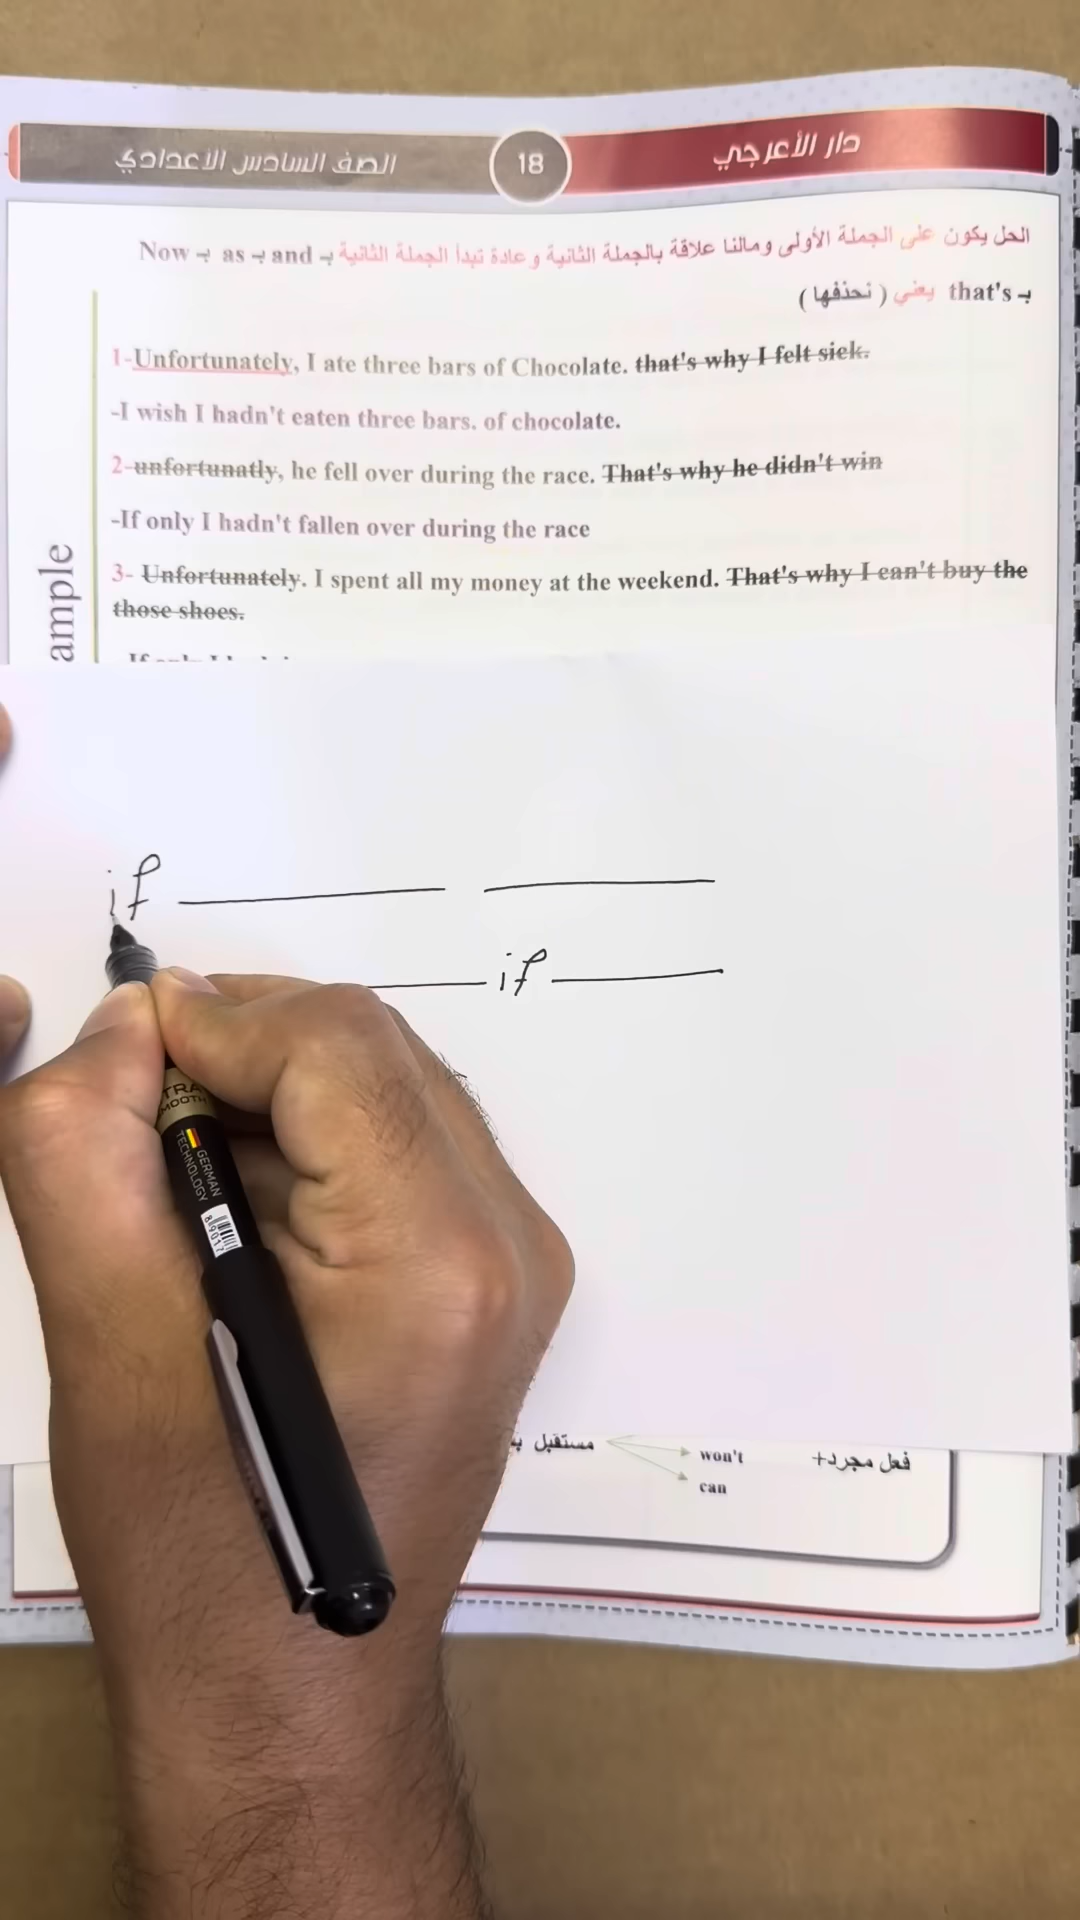 الصف السادس الاعدادي 18 دار الأعرجي
الحل يكون على الجملة الأولى ومالنا علاقة بالجملة الثانية وعادة تبدأ الجملة الثانية بـ and بـ as بـ Now
بـ that's يعني ( نحذفها )
1-Unfortunately, I ate three bars of Chocolate. that's why I felt sick.
-I wish I hadn't eaten three bars. of chocolate.
2-unfortunatly, he fell over during the race. That's why he didn't win
-If only I hadn't fallen over during the race
3- Unfortunately. I spent all my money at the weekend. That's why I can't buy the
those shoes.
ample
if
if
SMOOTH
GERMAN
TECHNOLOGY
مستقبل won't فعل مجرد+
can